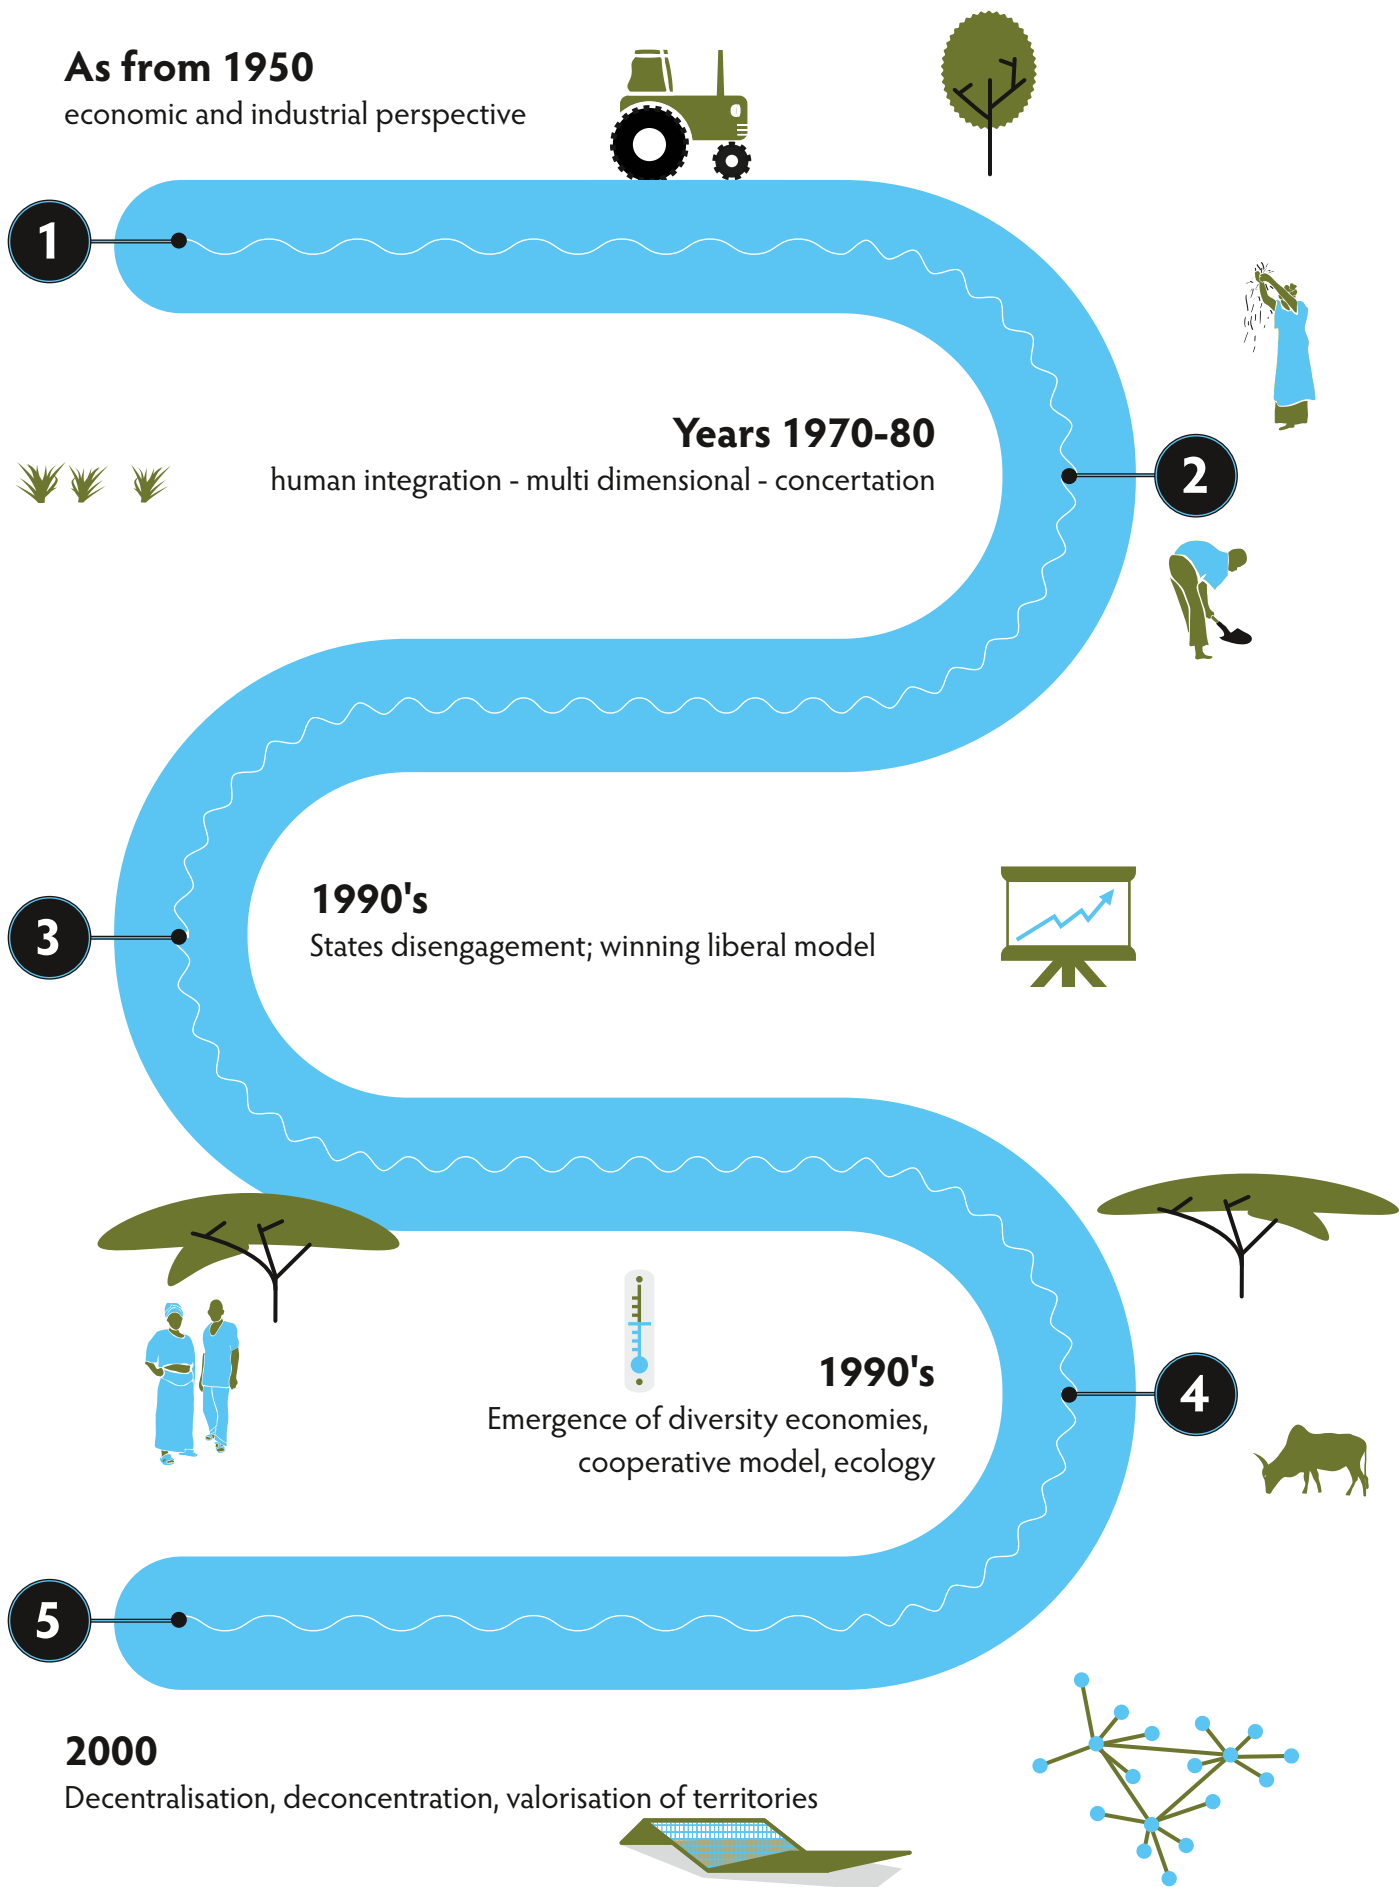 As from 1950
economic and industrial perspective
1
Years 1970-80
human integration - multi dimensional - concertation
2
1990's
States disengagement; winning liberal model
3
1990's
Emergence of diversity economies,
cooperative model, ecology
4
5
2000
Decentralisation, deconcentration, valorisation of territories